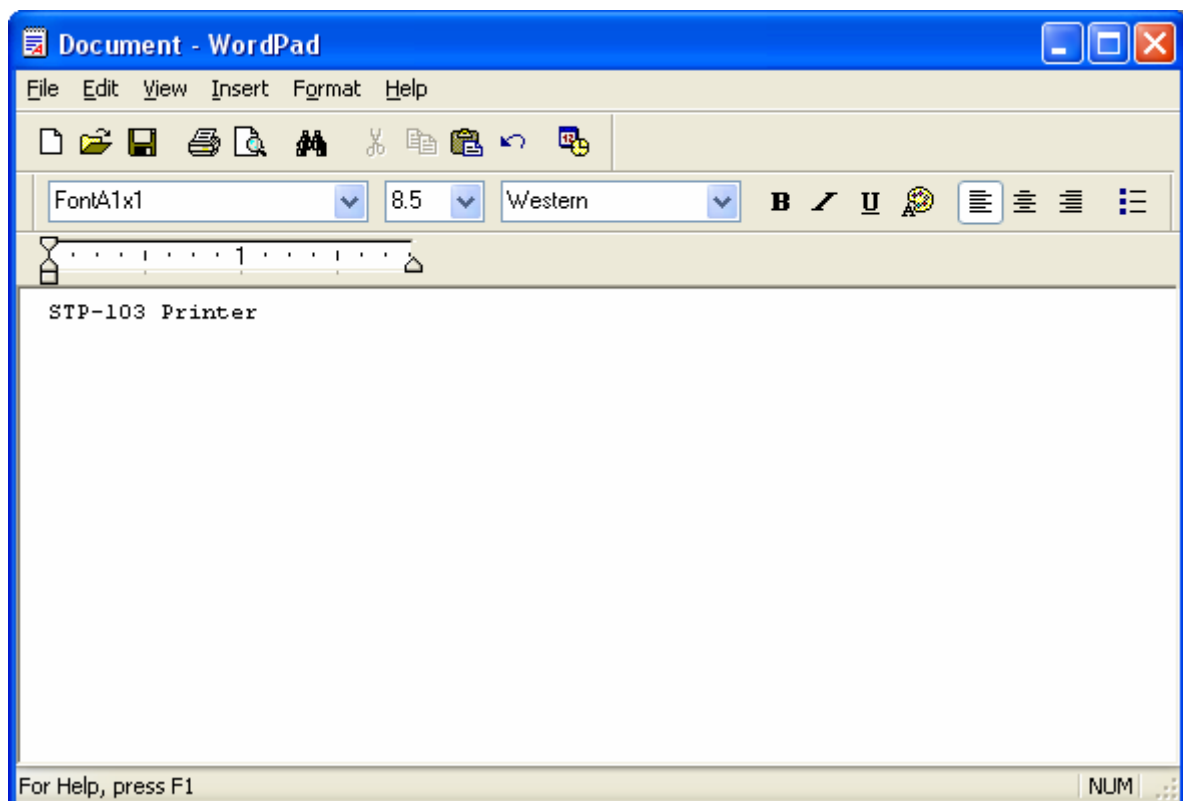 Document - WordPad
File Edit View Insert Format Help
FontA1x1 8.5 Western B I U
1
STP-103 Printer
For Help, press F1 NUM